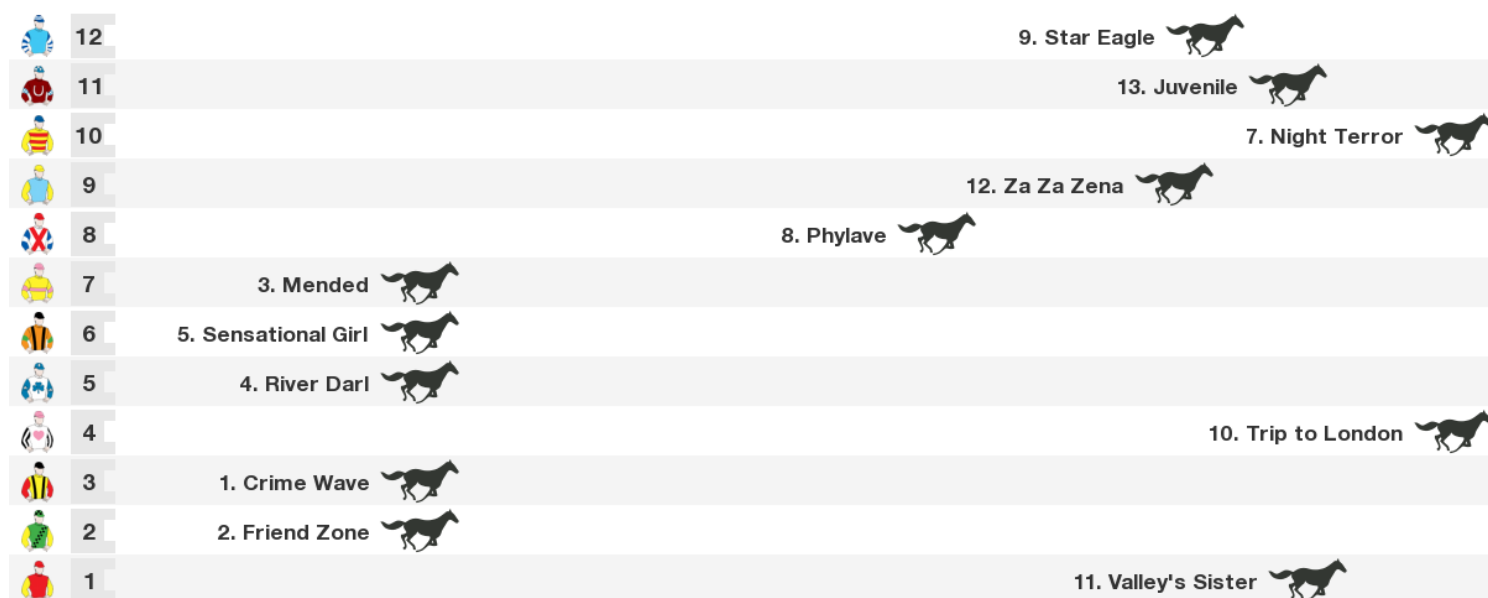 12 9. Star Eagle
11 13. Juvenile
10 7. Night Terror
9 12. Za Za Zena
8 8. Phylave
7 3. Mended
6 5. Sensational Girl
5 4. River Darl
4 10. Trip to London
3 1. Crime Wave
2 2. Friend Zone
1 11. Valley's Sister